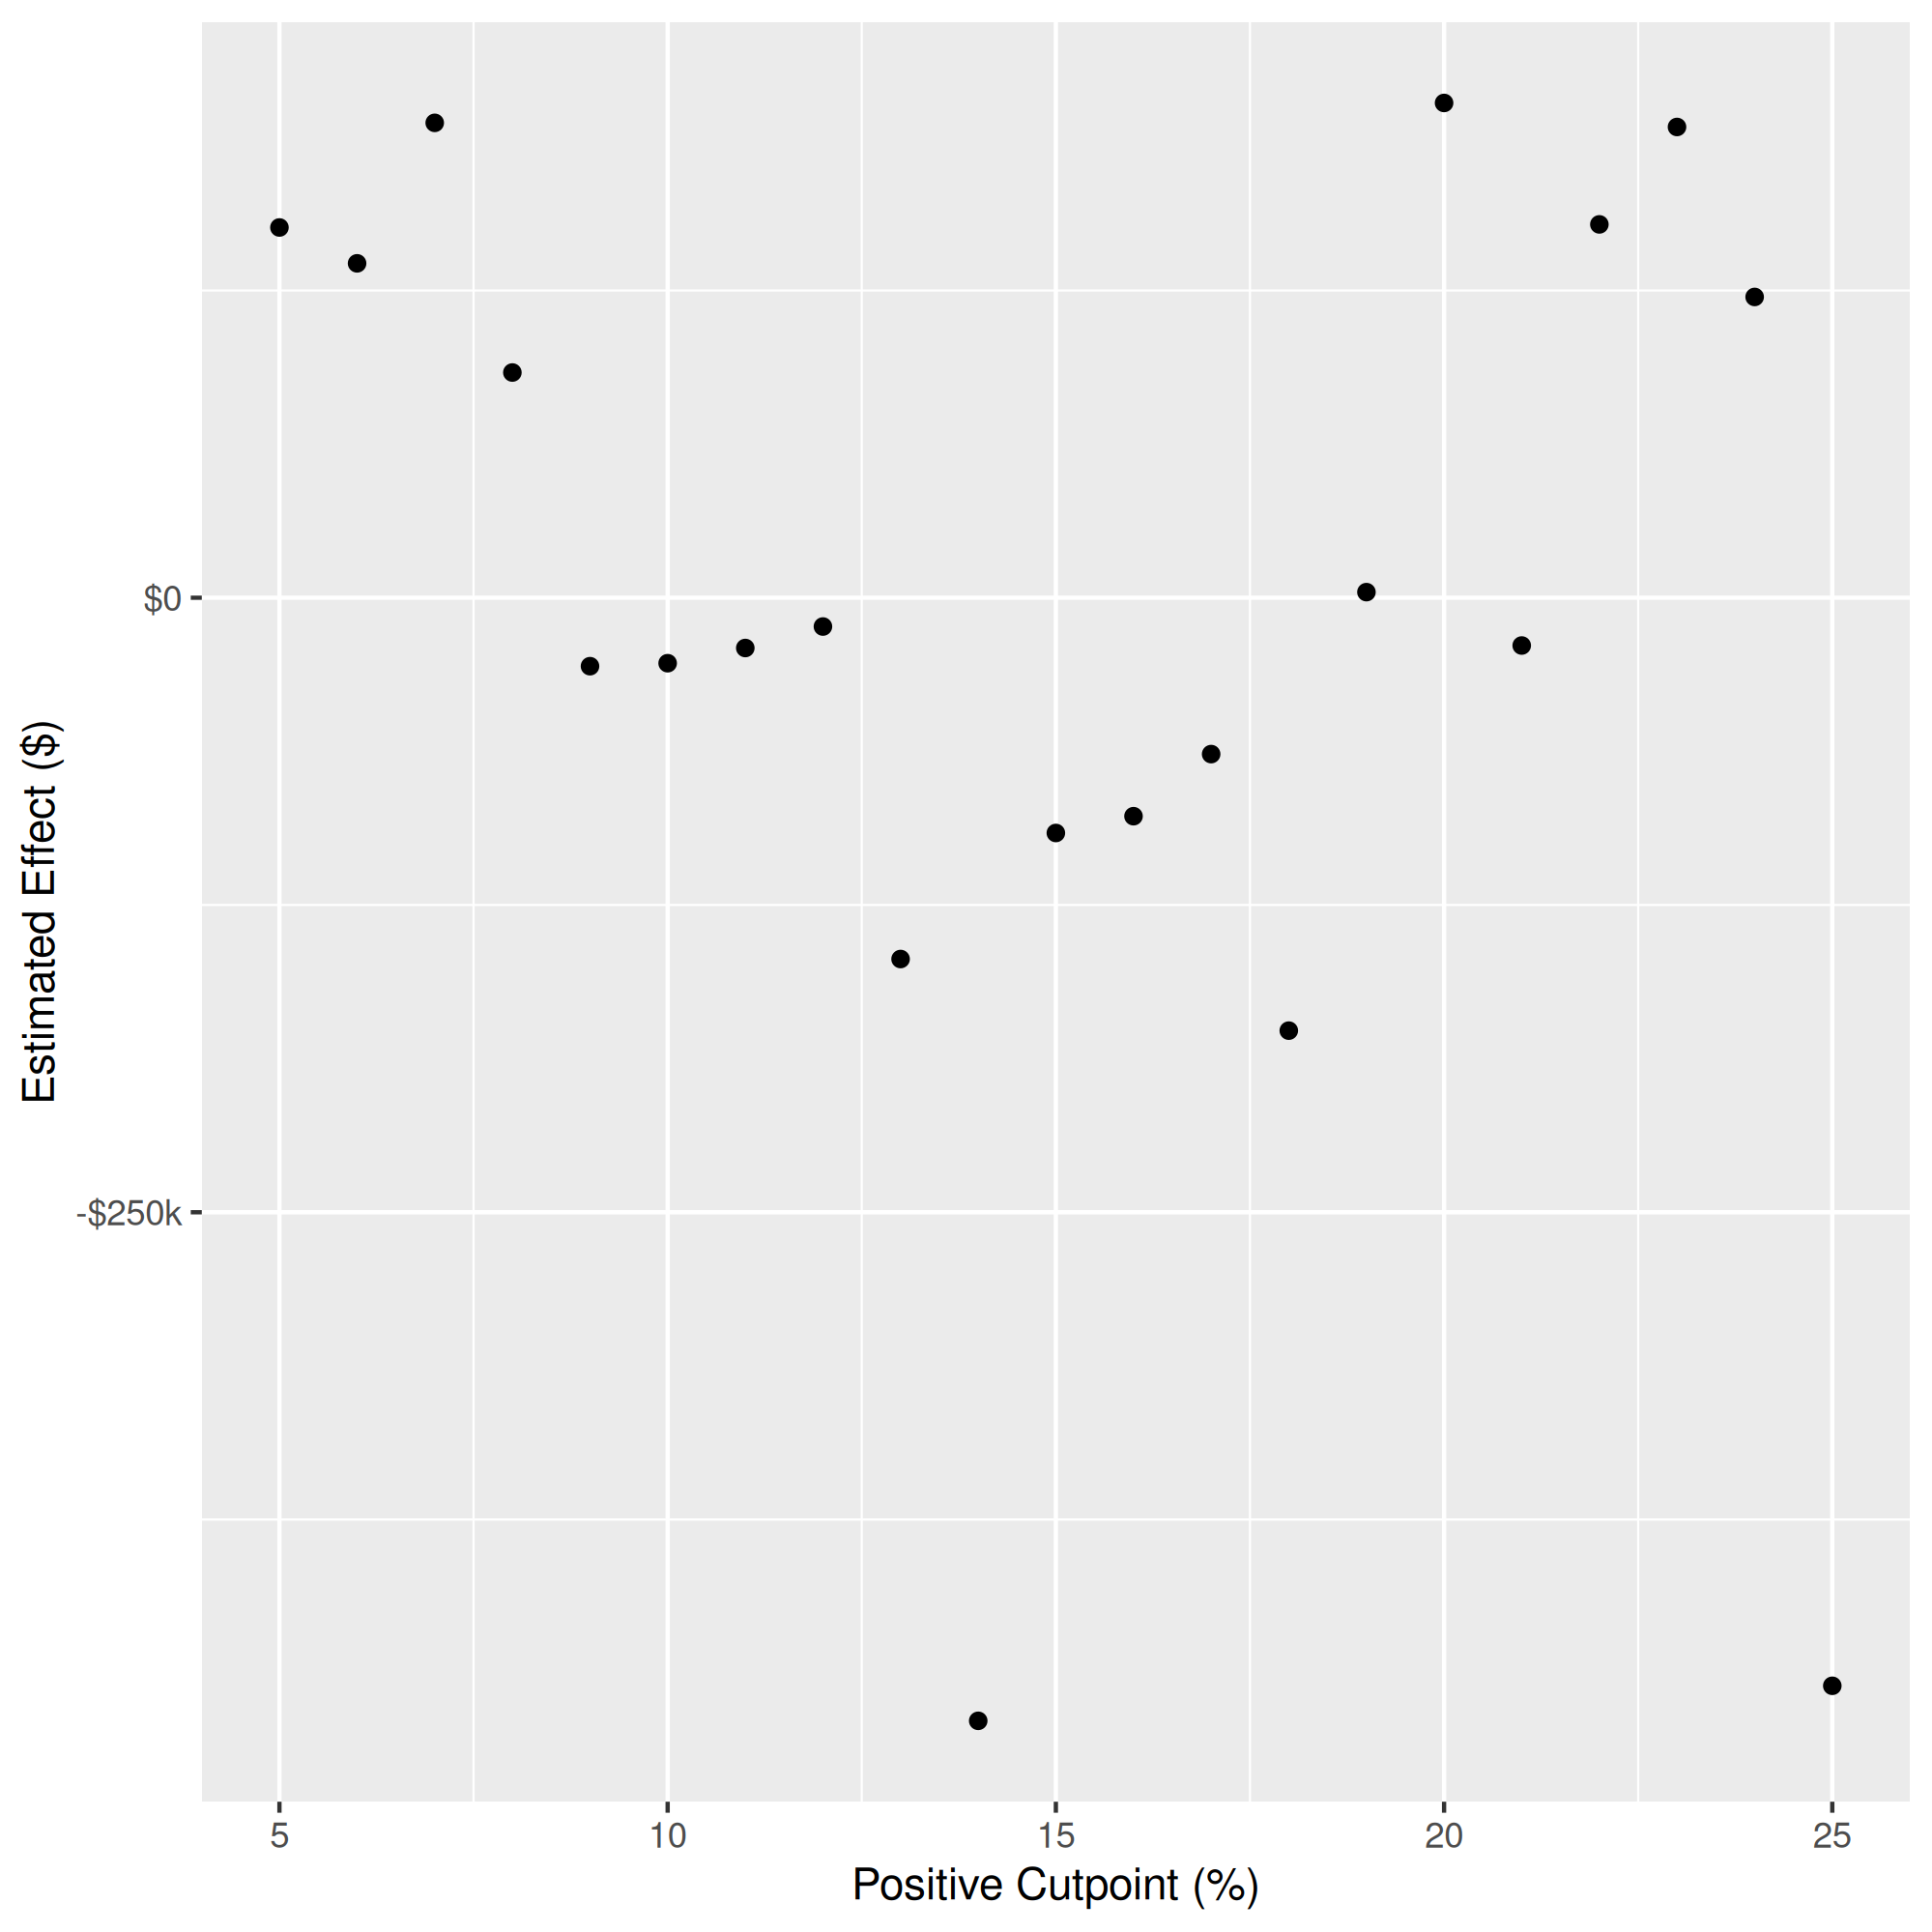 Estimated Effect ($)
$0
-$250k
5 10 15 20 25
Positive Cutpoint (%)